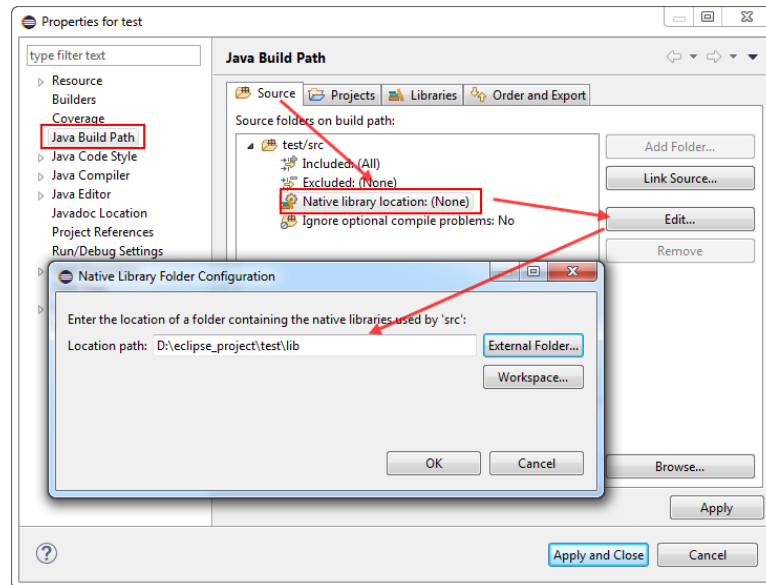 Properties for test
type filter text
Java Build Path
Resource
Builders
Coverage
Java Build Path
Java Code Style
Java Compiler
Java Editor
Javadoc Location
Project References
Run/Debug Settings
Source
Projects
Libraries
Order and Export
Source folders on build path:
test/src
Included: (All)
Excluded: (None)
Native library location: (None)
Ignore optional compile problems: No
Add Folder...
Link Source...
Edit...
Remove
Native Library Folder Configuration
Enter the location of a folder containing the native libraries used by 'src':
Location path: D:\eclipse_project\test\lib
External Folder...
Workspace...
OK
Cancel
Browse...
Apply
Apply and Close
Cancel